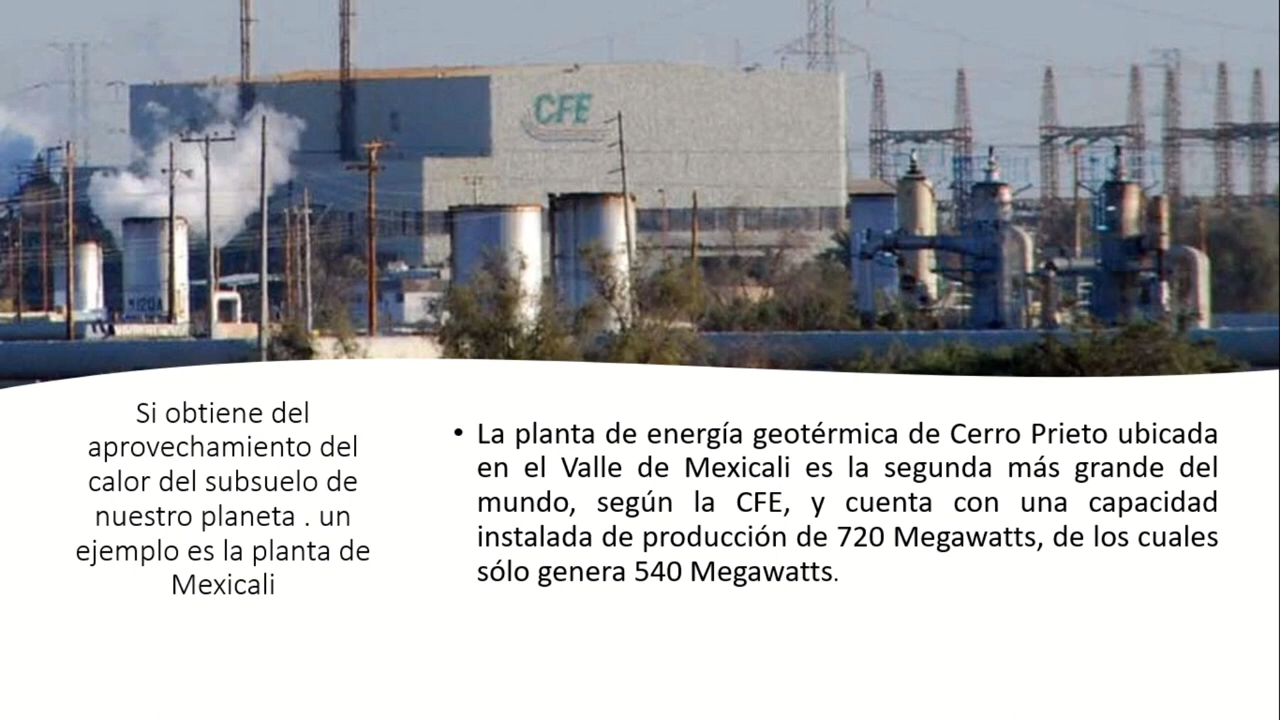 CFE
Si obtiene del
aprovechamiento del
calor del subsuelo de
nuestro planeta . un
ejemplo es la planta de
Mexicali
• La planta de energía geotérmica de Cerro Prieto ubicada
en el Valle de Mexicali es la segunda más grande del
mundo, según la CFE, y cuenta con una capacidad
instalada de producción de 720 Megawatts, de los cuales
sólo genera 540 Megawatts.